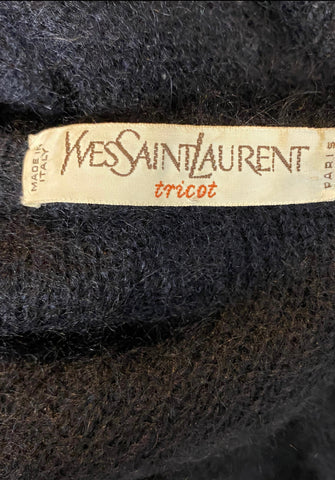 MADE IN
ITALY
YVESSAINTLAURENT
tricot
PARIS